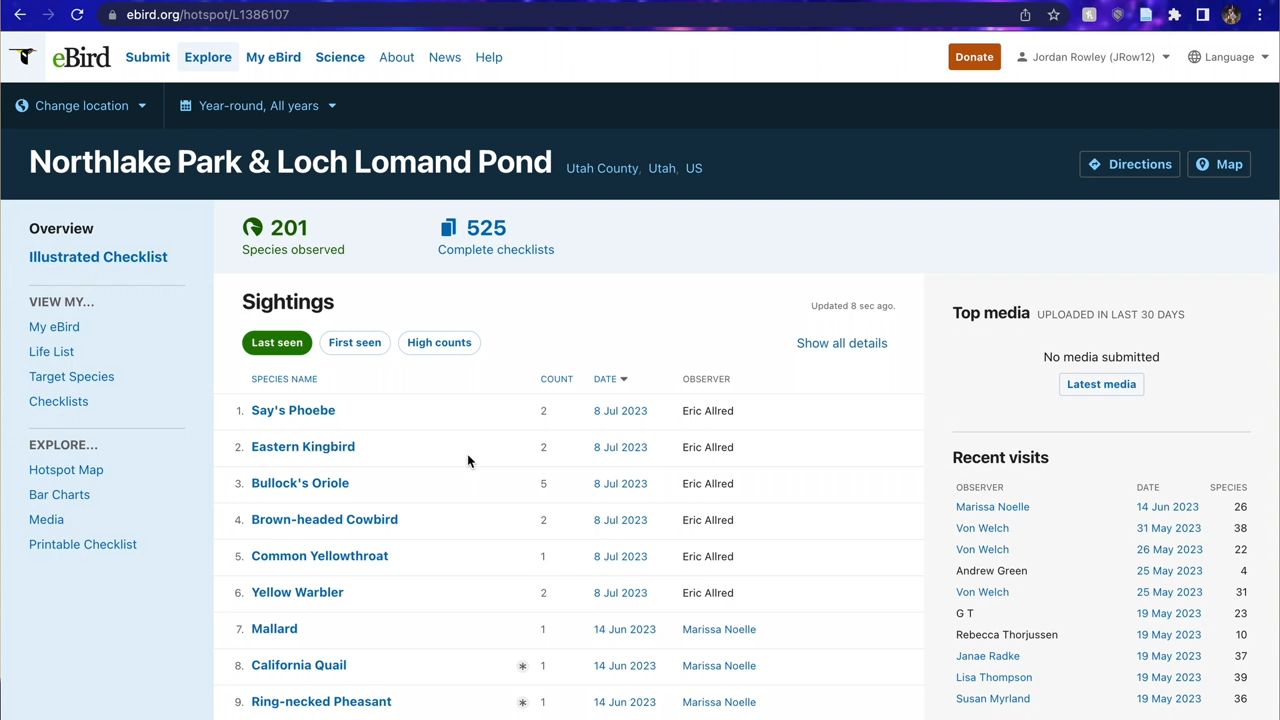 ebird.org/hotspot/L1386107
eBird Submit Explore My eBird Science About News Help Donate Jordan Rowley (JRow12) Language
Change location Year-round, All years
Northlake Park & Loch Lomand Pond Utah County, Utah, US Directions Map
Overview
Illustrated Checklist
VIEW MY...
My eBird
Life List
Target Species
Checklists
EXPLORE...
Hotspot Map
Bar Charts
Media
Printable Checklist
201
Species observed
525
Complete checklists
Sightings Updated 8 sec ago.
Last seen First seen High counts Show all details
SPECIES NAME COUNT DATE OBSERVER
1. Say's Phoebe 2 8 Jul 2023 Eric Allred
2. Eastern Kingbird 2 8 Jul 2023 Eric Allred
3. Bullock's Oriole 5 8 Jul 2023 Eric Allred
4. Brown-headed Cowbird 2 8 Jul 2023 Eric Allred
5. Common Yellowthroat 1 8 Jul 2023 Eric Allred
6. Yellow Warbler 2 8 Jul 2023 Eric Allred
7. Mallard 1 14 Jun 2023 Marissa Noelle
8. California Quail * 1 14 Jun 2023 Marissa Noelle
9. Ring-necked Pheasant * 1 14 Jun 2023 Marissa Noelle
Top media UPLOADED IN LAST 30 DAYS
No media submitted
Latest media
Recent visits
OBSERVER DATE SPECIES
Marissa Noelle 14 Jun 2023 26
Von Welch 31 May 2023 38
Von Welch 26 May 2023 22
Andrew Green 25 May 2023 4
Von Welch 25 May 2023 31
G T 19 May 2023 23
Rebecca Thorjussen 19 May 2023 10
Janae Radke 19 May 2023 37
Lisa Thompson 19 May 2023 39
Susan Myrland 19 May 2023 36